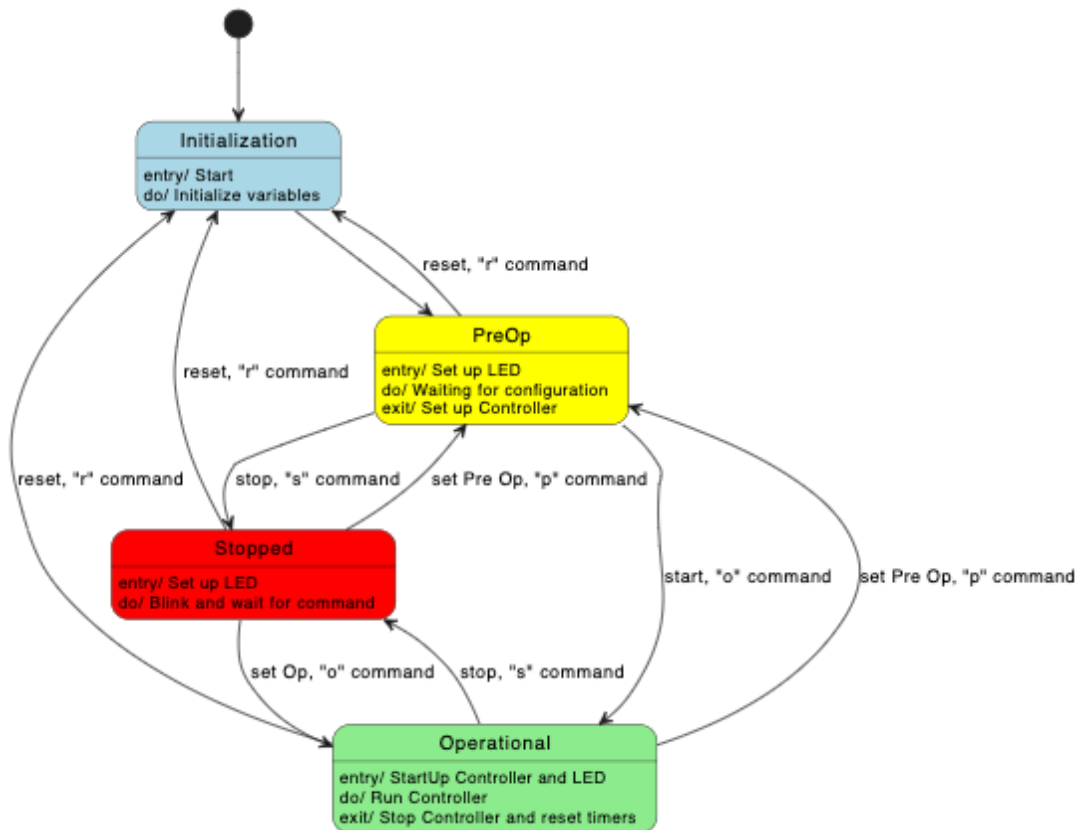 Initialization
entry/ Start
do/ Initialize variables
reset, "r" command
PreOp
entry/ Set up LED
do/ Waiting for configuration
exit/ Set up Controller
reset, "r" command
reset, "r" command
stop, "s" command
set Pre Op, "p" command
Stopped
entry/ Set up LED
do/ Blink and wait for command
start, "o" command
set Pre Op, "p" command
set Op, "o" command
stop, "s" command
Operational
entry/ StartUp Controller and LED
do/ Run Controller
exit/ Stop Controller and reset timers